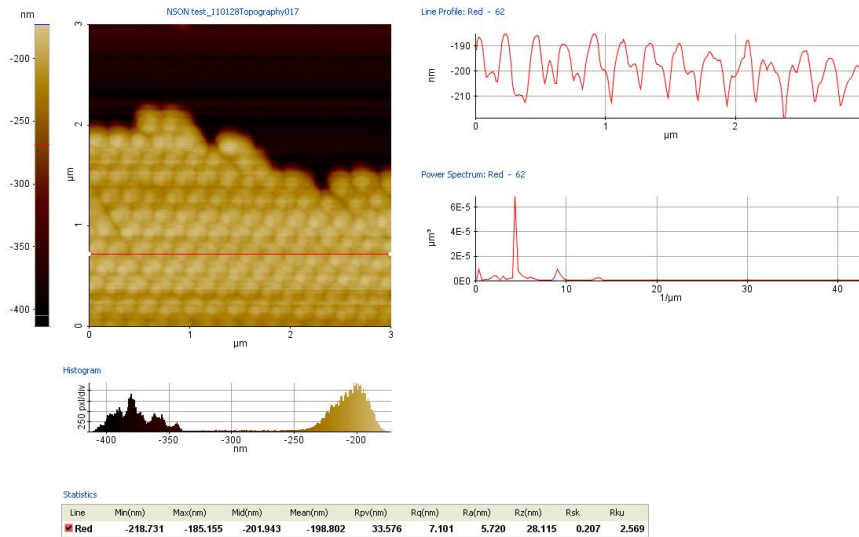 nm
NSON test_110128Topography017
-200
-250
-300
-350
-400
3
2
1
0
µm
0
1
2
3
µm
Line Profile: Red - 62
nm
-190
-200
-210
0
1
2
µm
Power Spectrum: Red - 62
µm³
6E-5
4E-5
2E-5
0E0
0
10
20
30
40
1/µm
Histogram
250 pxl/div
-400
-350
-300
-250
-200
nm
Statistics
Line Min(nm) Max(nm) Mid(nm) Mean(nm) Rpv(nm) Rq(nm) Ra(nm) Rz(nm) Rsk Rku
Red -218.731 -185.155 -201.943 -198.802 33.576 7.101 5.720 28.115 0.207 2.569